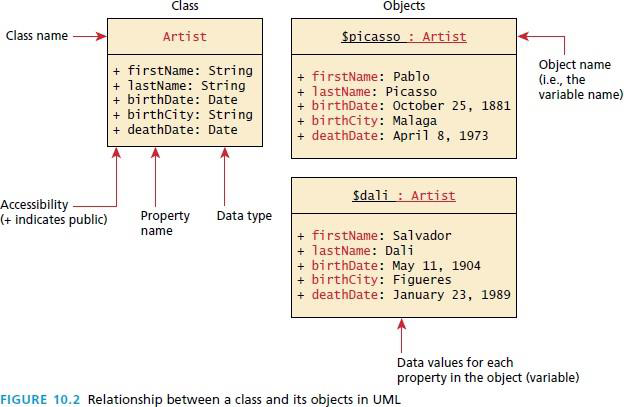 Class
Class name
Artist
+ firstName: String
+ lastName: String
+ birthDate: Date
+ birthCity: String
+ deathDate: Date
Accessibility
(+ indicates public)
Property
name
Data type
Objects
$picasso : Artist
+ firstName: Pablo
+ lastName: Picasso
+ birthDate: October 25, 1881
+ birthCity: Malaga
+ deathDate: April 8, 1973
Object name
(i.e., the
variable name)
$dali : Artist
+ firstName: Salvador
+ lastName: Dali
+ birthDate: May 11, 1904
+ birthCity: Figueres
+ deathDate: January 23, 1989
Data values for each
property in the object (variable)
FIGURE 10.2 Relationship between a class and its objects in UML